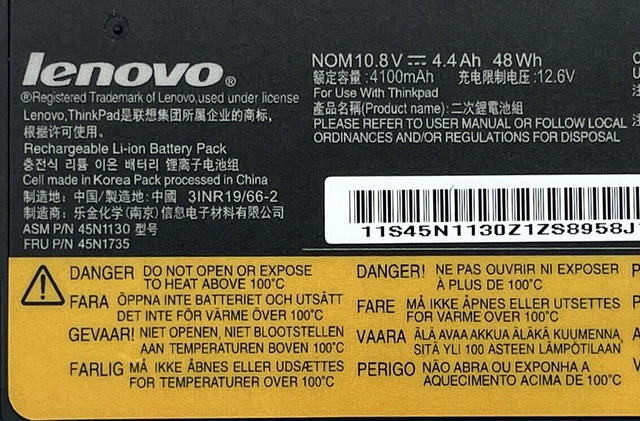 lenovo®
®Registered Trademark of Lenovo,used under license
Lenovo,ThinkPad是联想集团所属企业的商标,
根据许可使用。
Rechargeable Li-ion Battery Pack
충전식 리튬 이온 배터리 锂离子电池组
Cell made in Korea Pack processed in China
制造地: 中国/製造地:中國 3INR19/66-2
制造商: 乐金化学(南京)信息电子材料有限公司
ASM P/N 45N1130 型号
FRU P/N 45N1735
NOM10.8V⎓ 4.4Ah 48Wh
额定容量:4100mAh 充电限制电压:12.6V
For Use With Thinkpad
產品名稱(Product name): 二次鋰電池組
PLEASE REFER TO USER MANUAL OR FOLLOW LOCAL
ORDINANCES AND/OR REGULATIONS FOR DISPOSAL
11S45N1130Z1ZS8958J
DANGER DO NOT OPEN OR EXPOSE
TO HEAT ABOVE 100°C
FARA ÖPPNA INTE BATTERIET OCH UTSÄTT
DET INTE FÖR VÄRME ÖVER 100°C
GEVAAR! NIET OPENEN, NIET BLOOTSTELLEN
AAN TEMPERATUREN BOVEN 100°C
FARLIG MÅ IKKE ÅBNES ELLER UDSÆTTES
FOR TEMPERATURER OVER 100°C
DANGER! NE PAS OUVRIR NI EXPOSER
À PLUS DE 100°C
FARE MÅ IKKE ÅPNES ELLER UTSETTES
FOR VARME OVER 100°C
VAARA ÄLÄ AVAA AKKUA ÄLÄKÄ KUUMENNA
SITÄ YLI 100 ASTEEN LÄMPÖTILAAN
PERIGO NÃO ABRA OU EXPONHA A
AQUECIMENTO ACIMA DE 100°C